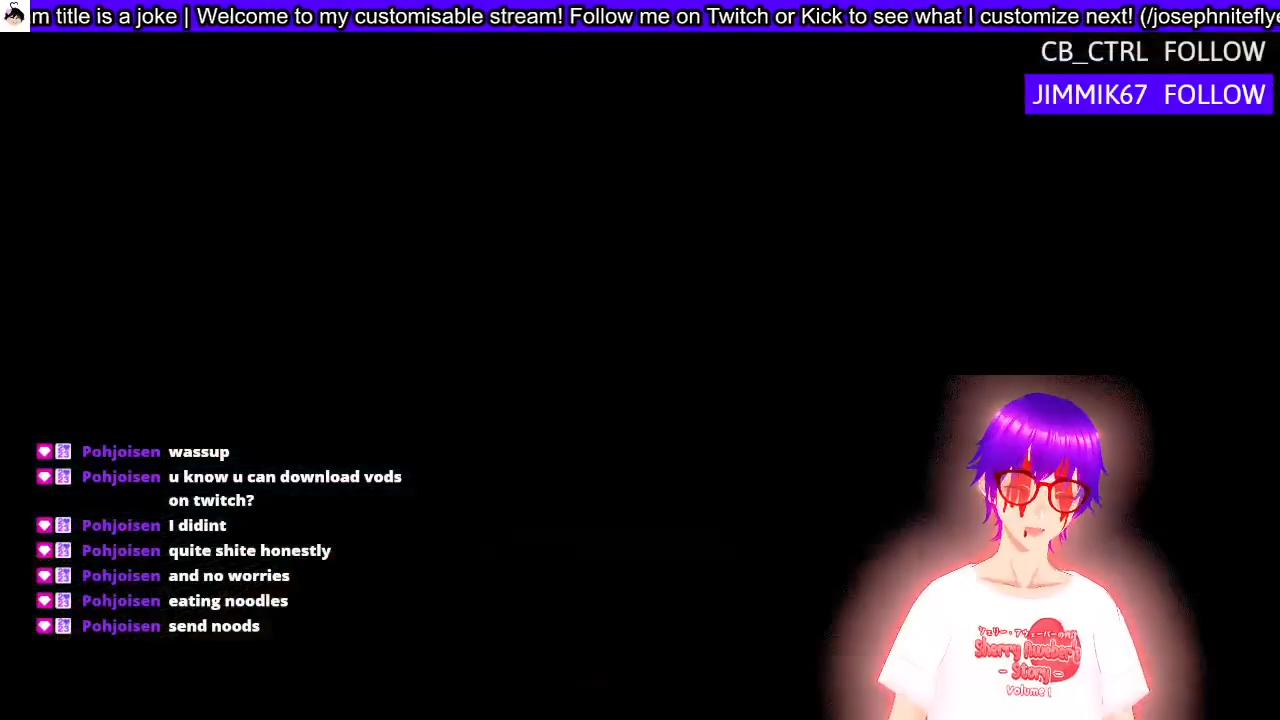 m title is a joke | Welcome to my customisable stream! Follow me on Twitch or Kick to see what I customize next! (/josephniteflye
CB_CTRL FOLLOW
JIMMIK67 FOLLOW
Pohjoisen wassup
Pohjoisen u know u can download vods
on twitch?
Pohjoisen I didint
Pohjoisen quite shite honestly
Pohjoisen and no worries
Pohjoisen eating noodles
Pohjoisen send noods
Sherry Aweber's
- Story -
Volume 1